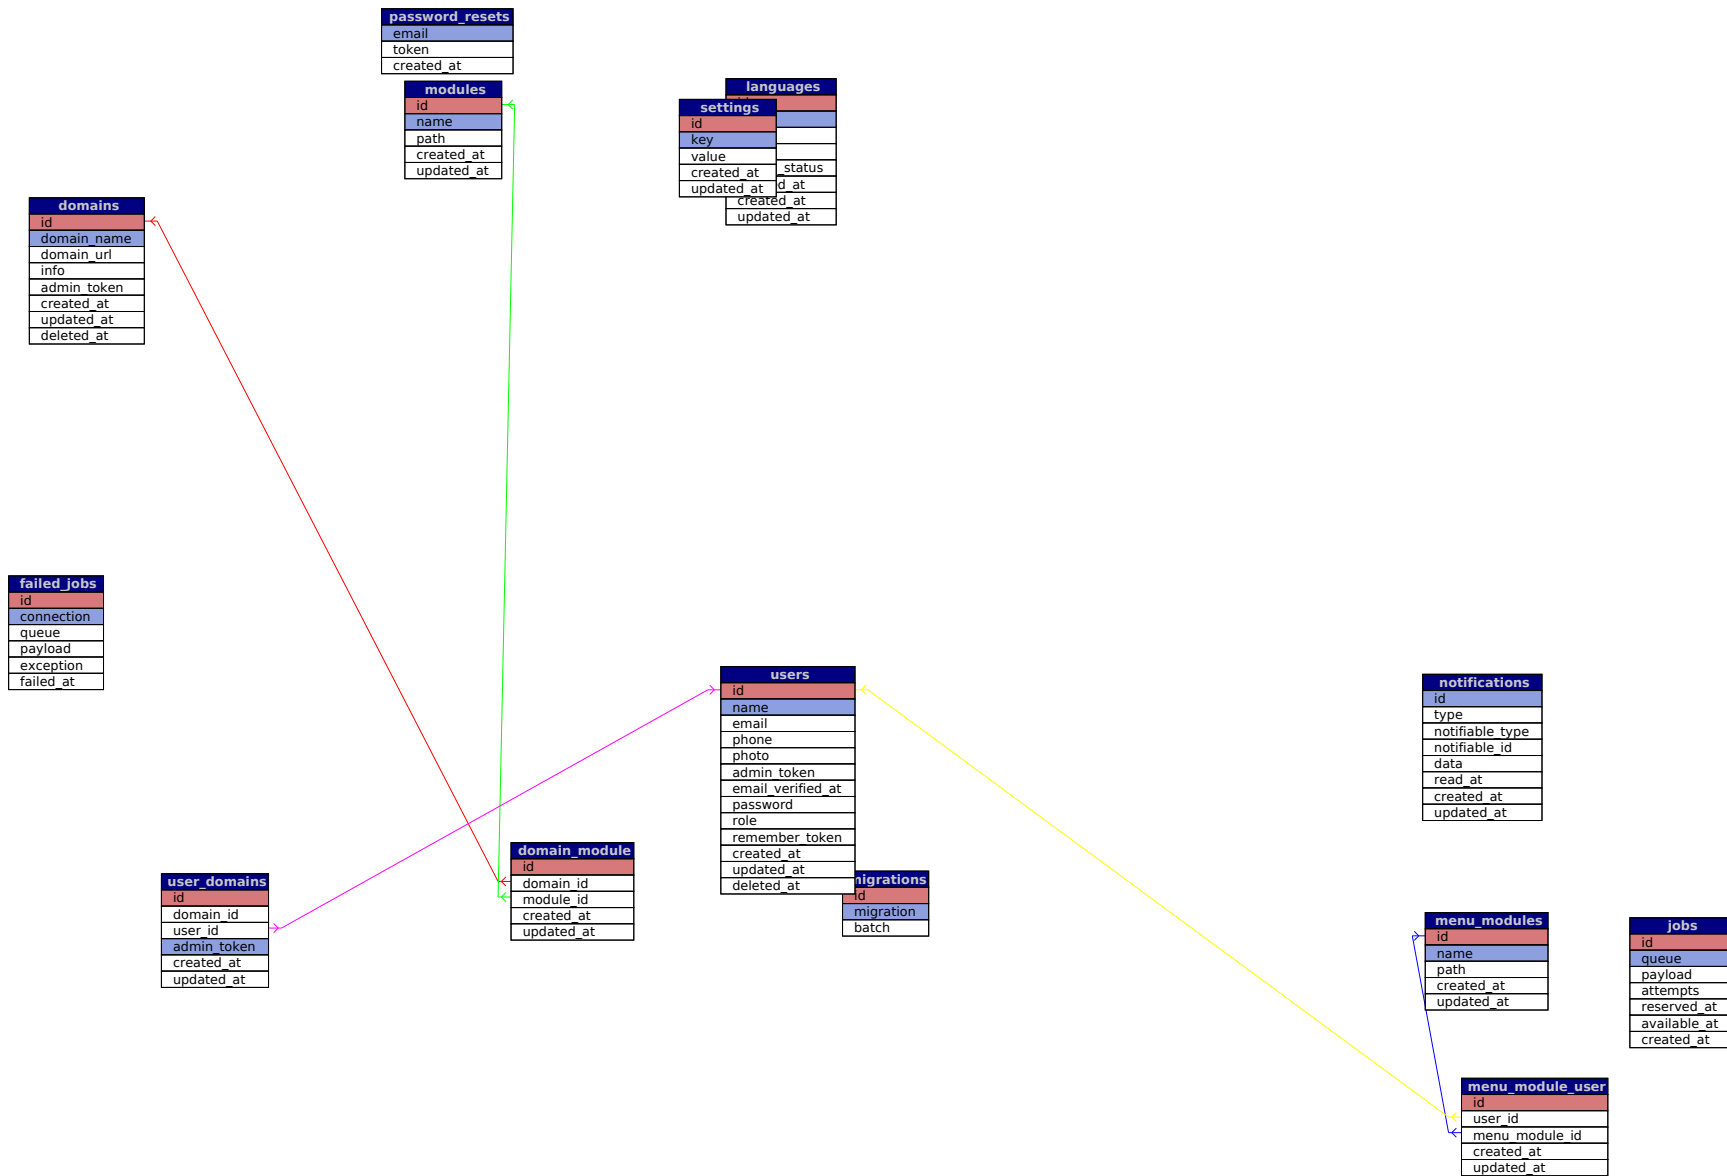 password_resets
email
token
created_at
modules
id
name
path
created_at
updated_at
languages
_status
d_at
created_at
updated_at
settings
id
key
value
created_at
updated_at
domains
id
domain_name
domain_url
info
admin_token
created_at
updated_at
deleted_at
failed_jobs
id
connection
queue
payload
exception
failed_at
users
id
name
email
phone
photo
admin_token
email_verified_at
password
role
remember_token
created_at
updated_at
deleted_at
notifications
id
type
notifiable_type
notifiable_id
data
read_at
created_at
updated_at
domain_module
id
domain_id
module_id
created_at
updated_at
user_domains
id
domain_id
user_id
admin_token
created_at
updated_at
migrations
id
migration
batch
menu_modules
id
name
path
created_at
updated_at
jobs
id
queue
payload
attempts
reserved_at
available_at
created_at
menu_module_user
id
user_id
menu_module_id
created_at
updated_at